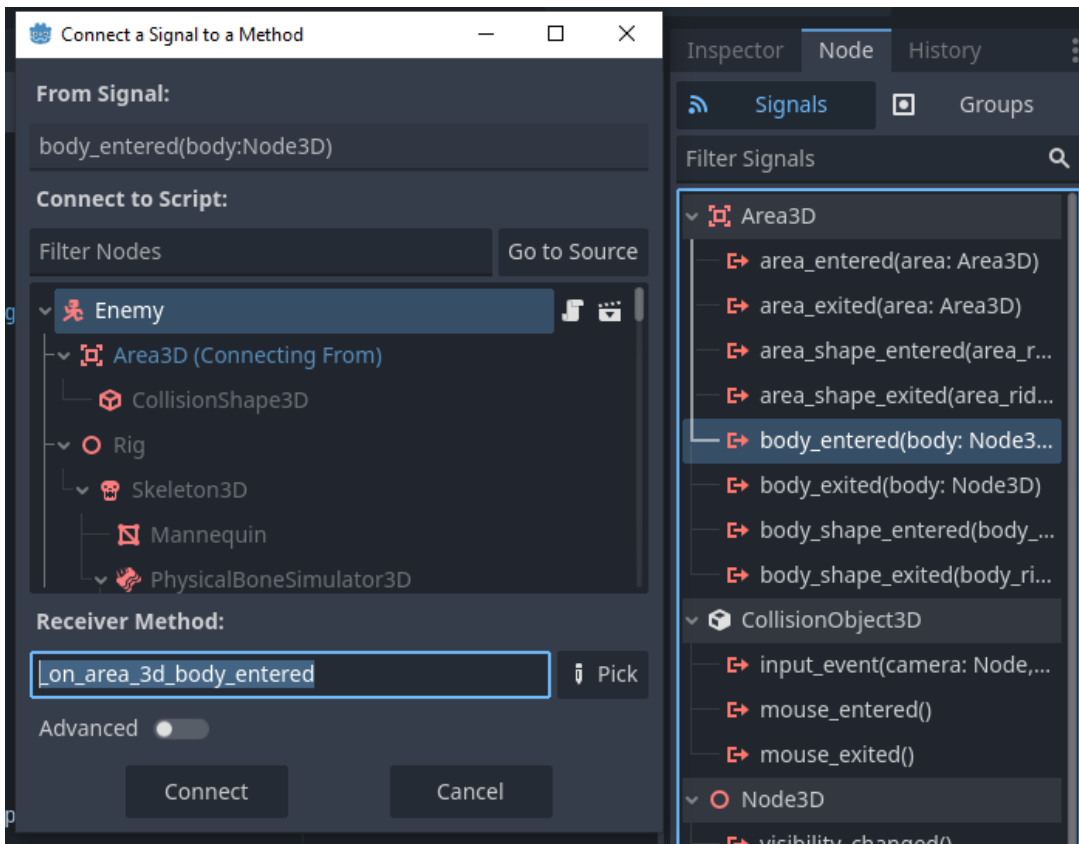 Connect a Signal to a Method
From Signal:
body_entered(body:Node3D)
Connect to Script:
Filter Nodes
Go to Source
Enemy
Area3D (Connecting From)
CollisionShape3D
Rig
Skeleton3D
Mannequin
PhysicalBoneSimulator3D
Receiver Method:
_on_area_3d_body_entered
Pick
Advanced
Connect
Cancel
Inspector
Node
History
Signals
Groups
Filter Signals
Area3D
area_entered(area: Area3D)
area_exited(area: Area3D)
area_shape_entered(area_r...
area_shape_exited(area_rid...
body_entered(body: Node3...
body_exited(body: Node3D)
body_shape_entered(body_...
body_shape_exited(body_ri...
CollisionObject3D
input_event(camera: Node,...
mouse_entered()
mouse_exited()
Node3D
visibility_changed()